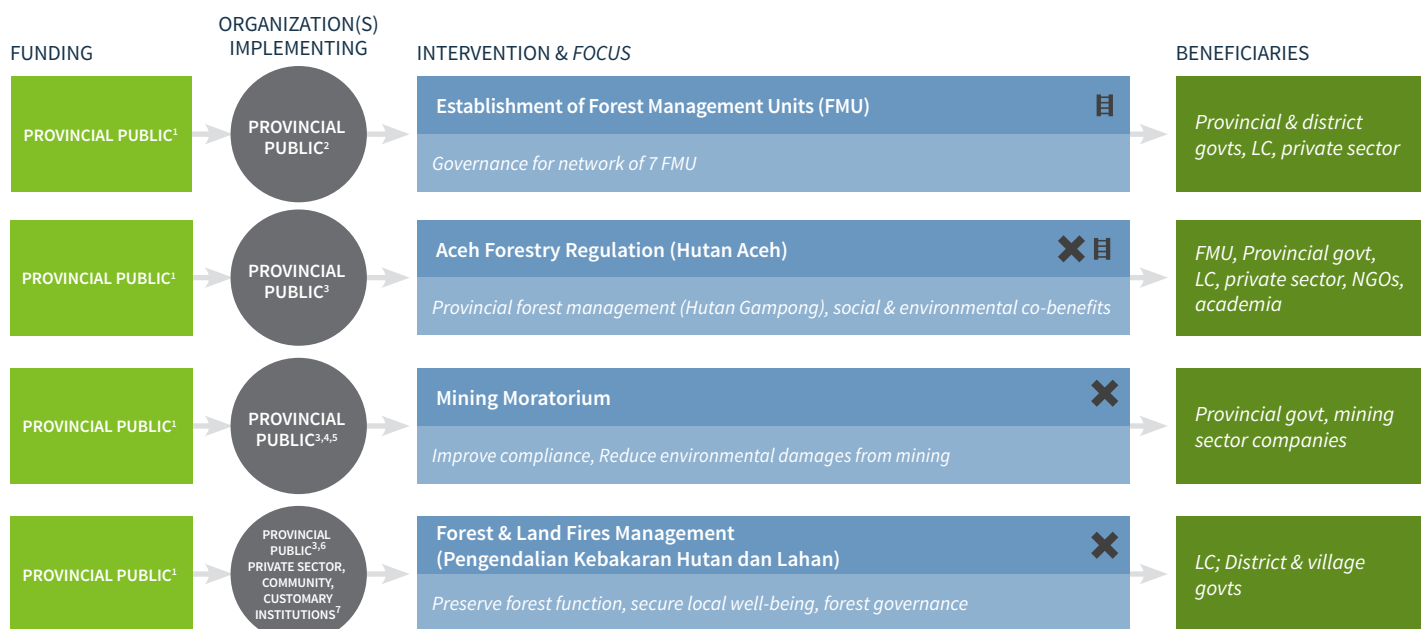 FUNDING
ORGANIZATION(S)
IMPLEMENTING
INTERVENTION & FOCUS
BENEFICIARIES
PROVINCIAL PUBLIC¹
PROVINCIAL
PUBLIC²
Establishment of Forest Management Units (FMU)
Governance for network of 7 FMU
Provincial & district
govts, LC, private sector
PROVINCIAL PUBLIC¹
PROVINCIAL
PUBLIC³
Aceh Forestry Regulation (Hutan Aceh)
Provincial forest management (Hutan Gampong), social & environmental co-benefits
FMU, Provincial govt,
LC, private sector, NGOs,
academia
PROVINCIAL PUBLIC¹
PROVINCIAL
PUBLIC³,⁴,⁵
Mining Moratorium
Improve compliance, Reduce environmental damages from mining
Provincial govt, mining
sector companies
PROVINCIAL PUBLIC¹
PROVINCIAL
PUBLIC³,⁶
PRIVATE SECTOR,
COMMUNITY,
CUSTOMARY
INSTITUTIONS⁷
Forest & Land Fires Management
(Pengendalian Kebakaran Hutan dan Lahan)
Preserve forest function, secure local well-being, forest governance
LC; District & village
govts